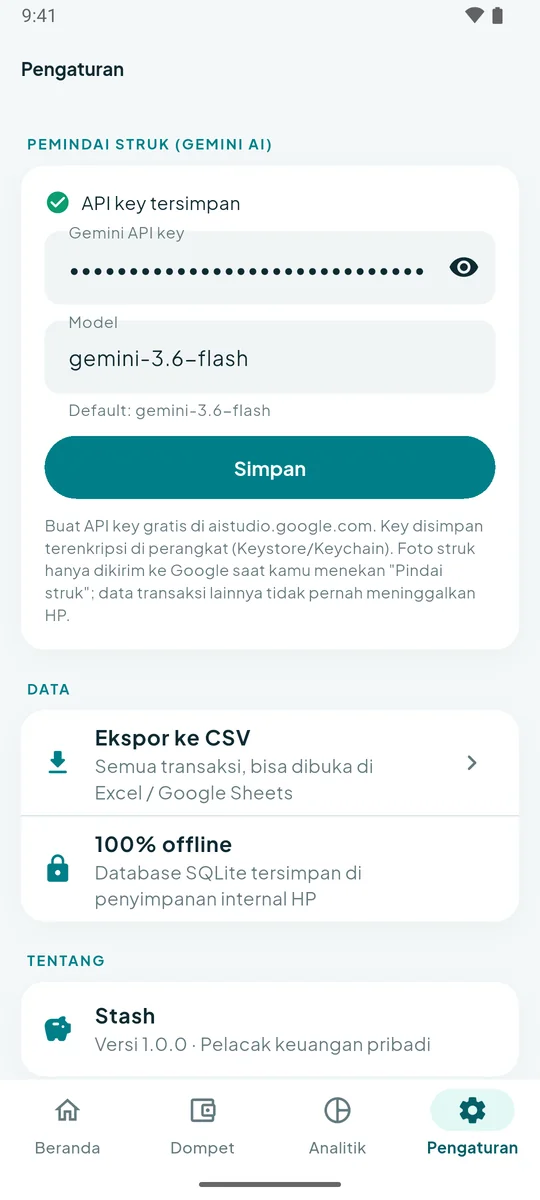 9:41
Pengaturan
PEMINDAI STRUK (GEMINI AI)
API key tersimpan
Gemini API key
••••••••••••••••••••••••••••••
Model
gemini-3.6-flash
Default: gemini-3.6-flash
Simpan
Buat API key gratis di aistudio.google.com. Key disimpan
terenkripsi di perangkat (Keystore/Keychain). Foto struk
hanya dikirim ke Google saat kamu menekan "Pindai
struk"; data transaksi lainnya tidak pernah meninggalkan
HP.
DATA
Ekspor ke CSV
Semua transaksi, bisa dibuka di
Excel / Google Sheets
100% offline
Database SQLite tersimpan di
penyimpanan internal HP
TENTANG
Stash
Versi 1.0.0 · Pelacak keuangan pribadi
Beranda
Dompet
Analitik
Pengaturan